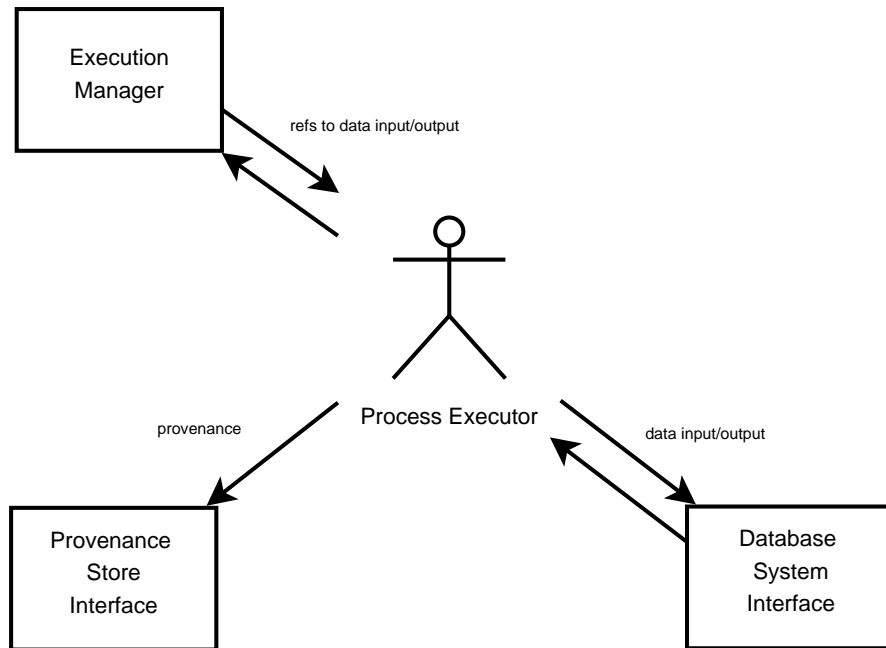 Execution
Manager
refs to data input/output
Process Executor
provenance
data input/output
Provenance
Store
Interface
Database
System
Interface